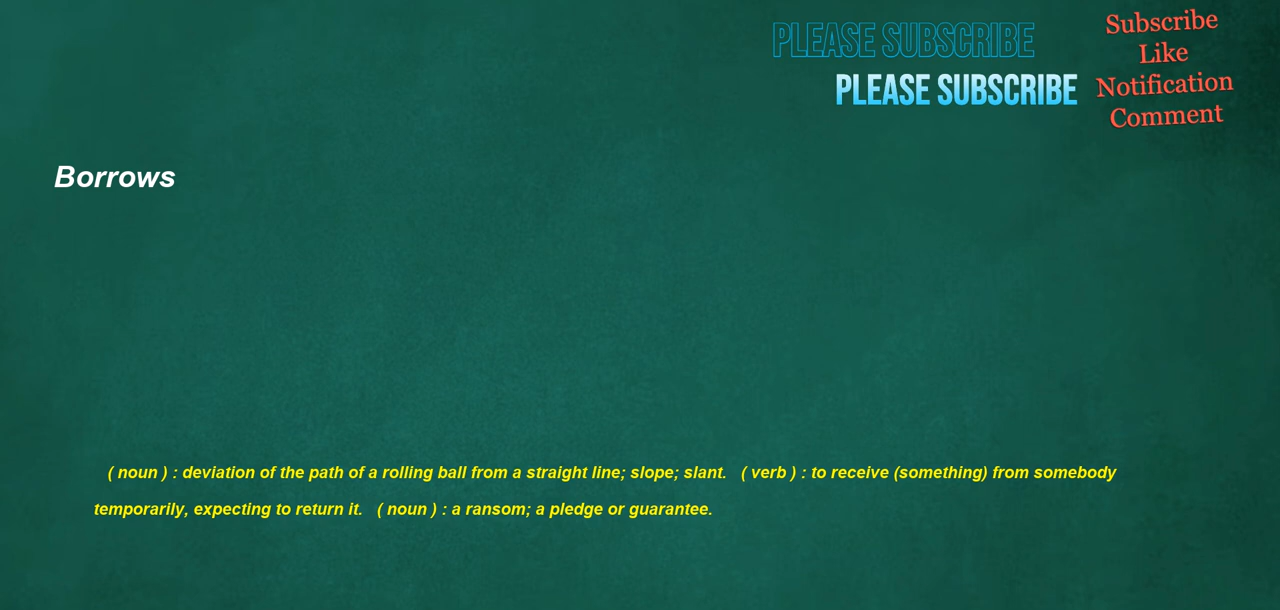 PLEASE SUBSCRIBE
PLEASE SUBSCRIBE
Subscribe
Like
Notification
Comment
Borrows
( noun ) : deviation of the path of a rolling ball from a straight line; slope; slant. ( verb ) : to receive (something) from somebody
temporarily, expecting to return it. ( noun ) : a ransom; a pledge or guarantee.